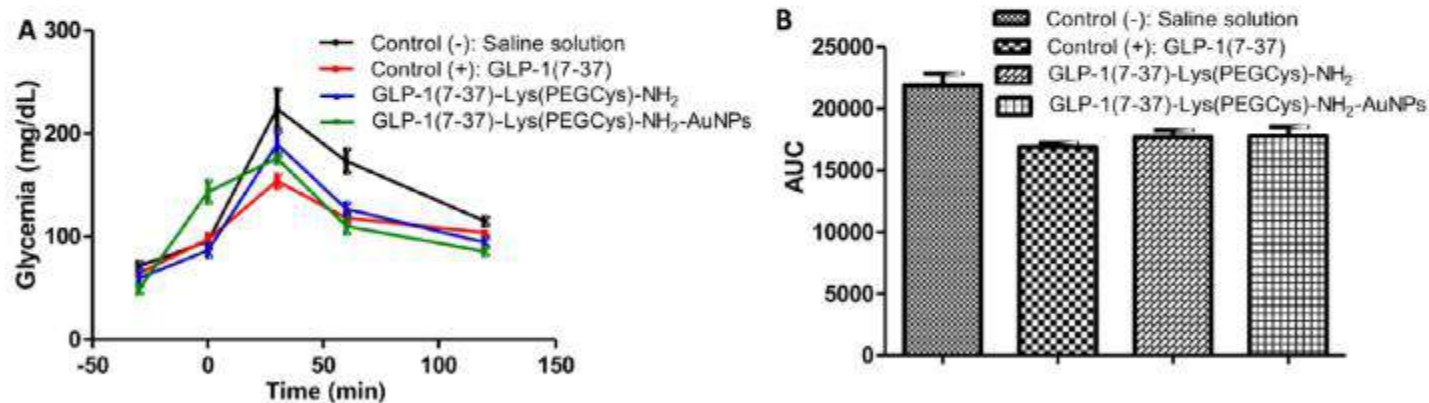 A
300
200
100
0
Glycemia (mg/dL)
-50 0 50 100 150
Time (min)
Control (-): Saline solution
Control (+): GLP-1(7-37)
GLP-1(7-37)-Lys(PEGCys)-NH2
GLP-1(7-37)-Lys(PEGCys)-NH2-AuNPs
B
25000
20000
15000
10000
5000
0
AUC
Control (-): Saline solution
Control (+): GLP-1(7-37)
GLP-1(7-37)-Lys(PEGCys)-NH2
GLP-1(7-37)-Lys(PEGCys)-NH2-AuNPs